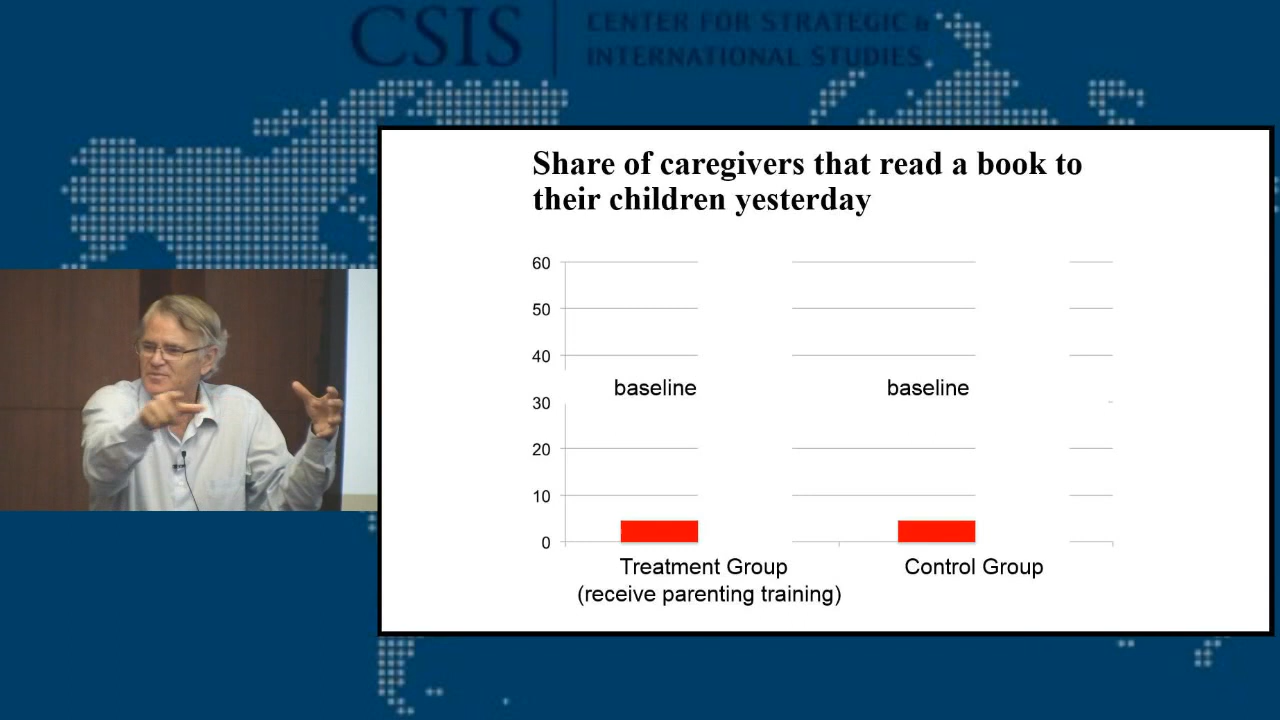 CSIS
CENTER FOR STRATEGIC &
INTERNATIONAL STUDIES
Share of caregivers that read a book to
their children yesterday
60
50
40
baseline
baseline
30
20
10
0
Treatment Group
(receive parenting training)
Control Group